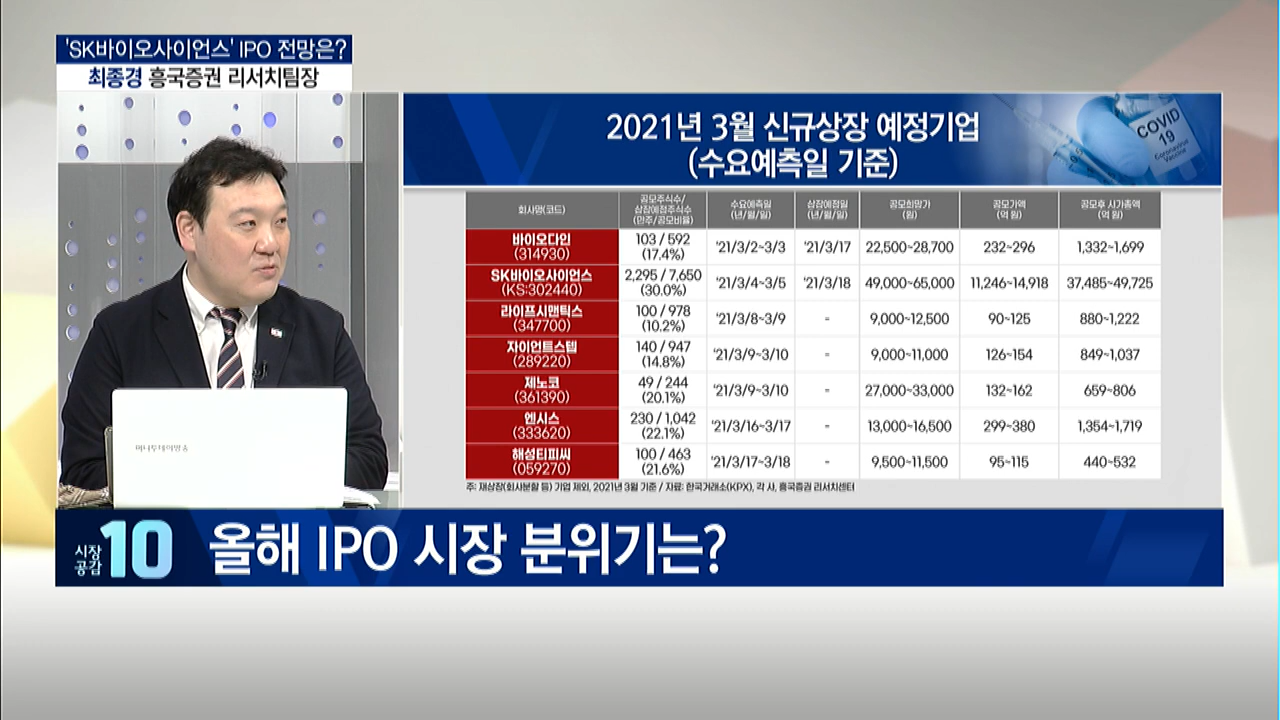 'SK바이오사이언스' IPO 전망은?
최종경 흥국증권 리서치팀장
2021년 3월 신규상장 예정기업
(수요예측일 기준)
COVID
19
Coronavirus
Vaccine
회사명(코드) 공모주식수/상장예정주식수(만주/공모비율) 수요예측일(년/월/일) 상장예정일(년/월/일) 공모희망가(원) 공모가액(억 원) 공모후 시가총액(억 원)
바이오다인(314930) 103 / 592(17.4%) '21/3/2~3/3 '21/3/17 22,500~28,700 232~296 1,332~1,699
SK바이오사이언스(KS:302440) 2,295 / 7,650(30.0%) '21/3/4~3/5 '21/3/18 49,000~65,000 11,246~14,918 37,485~49,725
라이프시맨틱스(347700) 100 / 978(10.2%) '21/3/8~3/9 - 9,000~12,500 90~125 880~1,222
자이언트스텝(289220) 140 / 947(14.8%) '21/3/9~3/10 - 9,000~11,000 126~154 849~1,037
제노코(361390) 49 / 244(20.1%) '21/3/9~3/10 - 27,000~33,000 132~162 659~806
엔시스(333620) 230 / 1,042(22.1%) '21/3/16~3/17 - 13,000~16,500 299~380 1,354~1,719
해성티피씨(059270) 100 / 463(21.6%) '21/3/17~3/18 - 9,500~11,500 95~115 440~532
주: 재상장(회사분할 등) 기업 제외, 2021년 3월 기준 / 자료: 한국거래소(KPX), 각 사, 흥국증권 리서치센터
머니투데이방송
시장공감 10 올해 IPO 시장 분위기는?